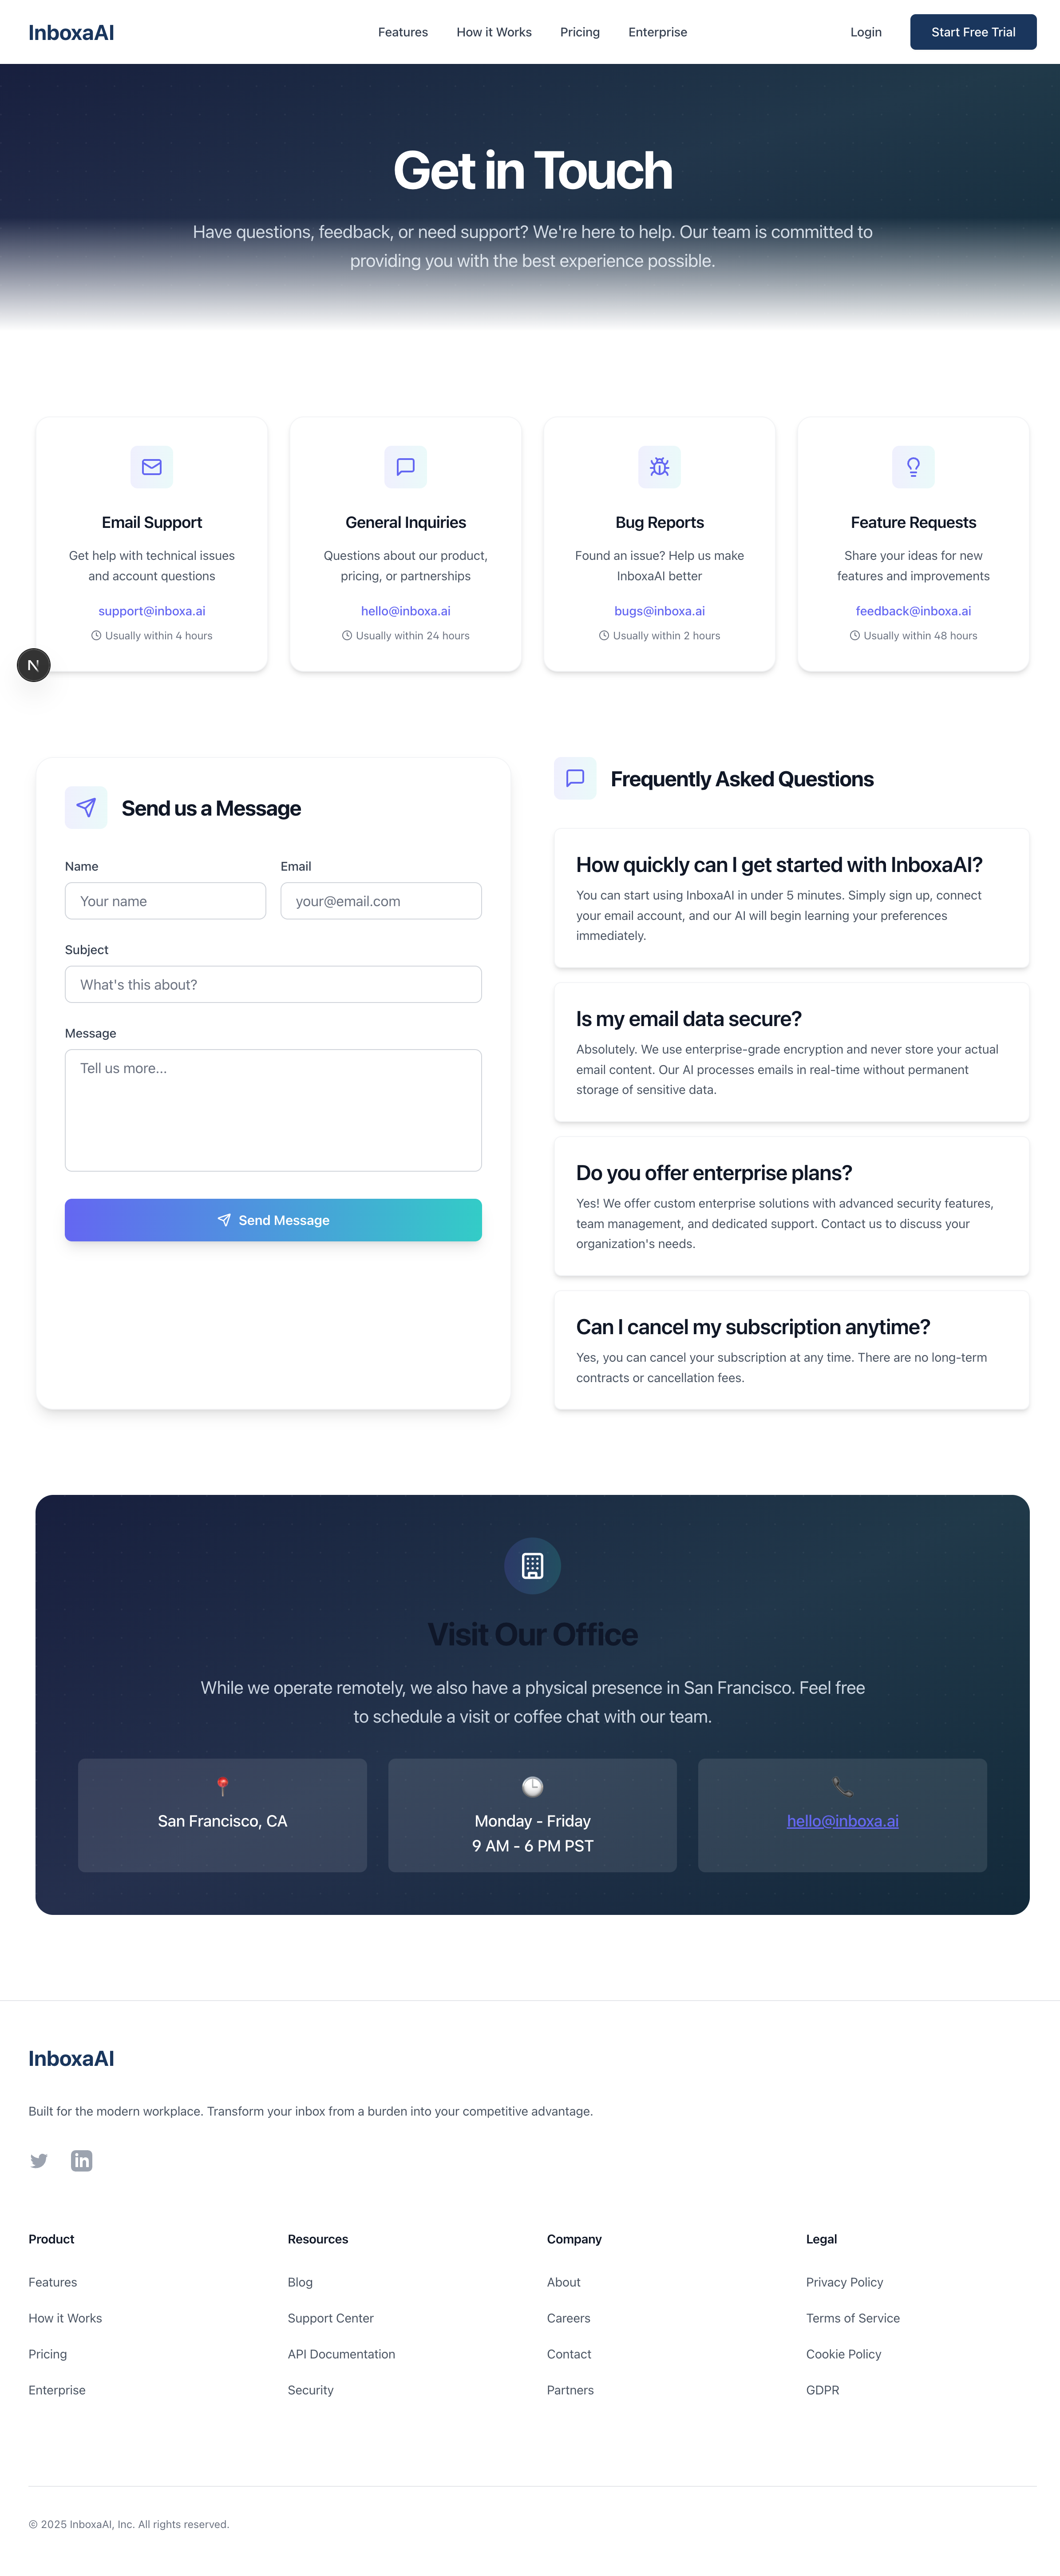 InboxaAI
Features
How it Works
Pricing
Enterprise
Login
Start Free Trial
Get in Touch
Have questions, feedback, or need support? We're here to help. Our team is committed to
providing you with the best experience possible.
Email Support
Get help with technical issues
and account questions
support@inboxa.ai
Usually within 4 hours
General Inquiries
Questions about our product,
pricing, or partnerships
hello@inboxa.ai
Usually within 24 hours
Bug Reports
Found an issue? Help us make
InboxaAI better
bugs@inboxa.ai
Usually within 2 hours
Feature Requests
Share your ideas for new
features and improvements
feedback@inboxa.ai
Usually within 48 hours
N
Send us a Message
Name
Your name
Email
your@email.com
Subject
What's this about?
Message
Tell us more...
Send Message
Frequently Asked Questions
How quickly can I get started with InboxaAI?
You can start using InboxaAI in under 5 minutes. Simply sign up, connect
your email account, and our AI will begin learning your preferences
immediately.
Is my email data secure?
Absolutely. We use enterprise-grade encryption and never store your actual
email content. Our AI processes emails in real-time without permanent
storage of sensitive data.
Do you offer enterprise plans?
Yes! We offer custom enterprise solutions with advanced security features,
team management, and dedicated support. Contact us to discuss your
organization's needs.
Can I cancel my subscription anytime?
Yes, you can cancel your subscription at any time. There are no long-term
contracts or cancellation fees.
Visit Our Office
While we operate remotely, we also have a physical presence in San Francisco. Feel free
to schedule a visit or coffee chat with our team.
San Francisco, CA
Monday - Friday
9 AM - 6 PM PST
hello@inboxa.ai
InboxaAI
Built for the modern workplace. Transform your inbox from a burden into your competitive advantage.
in
Product
Features
How it Works
Pricing
Enterprise
Resources
Blog
Support Center
API Documentation
Security
Company
About
Careers
Contact
Partners
Legal
Privacy Policy
Terms of Service
Cookie Policy
GDPR
© 2025 InboxaAI, Inc. All rights reserved.